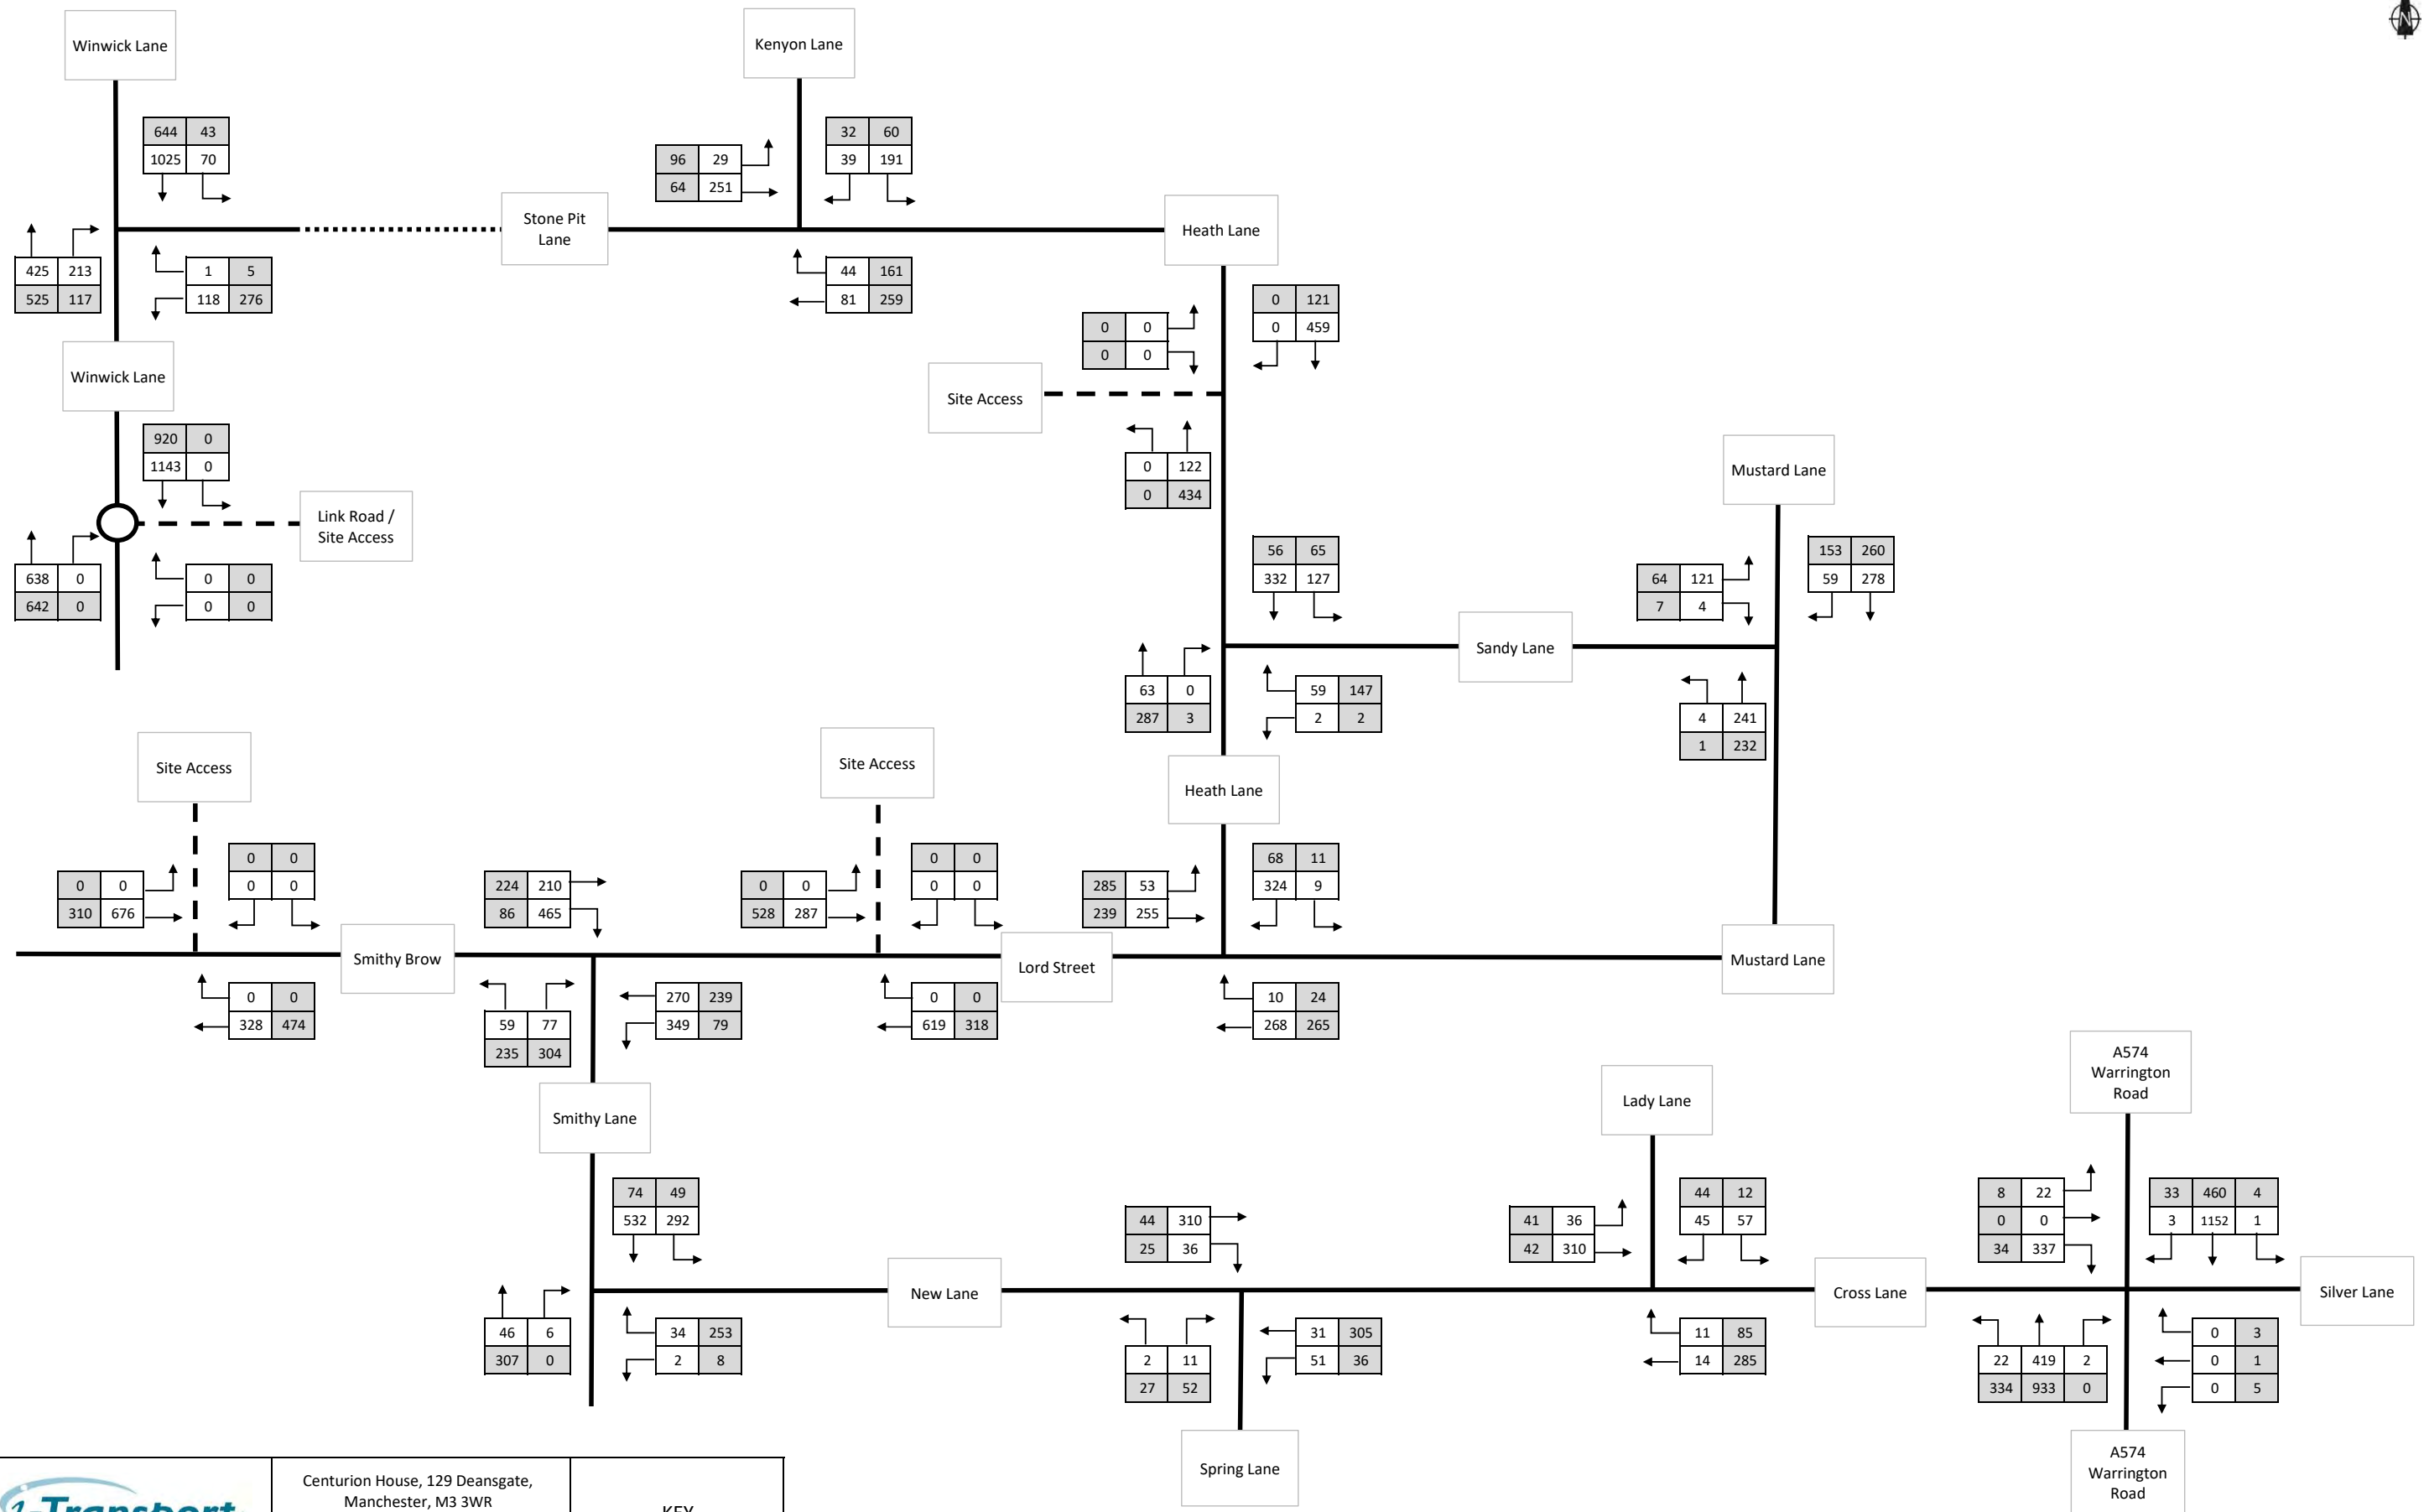 N
Winwick Lane
Kenyon Lane
644 43
1025 70
96 29
64 251
32 60
39 191
Stone Pit
Lane
Heath Lane
425 213
525 117
1 5
118 276
44 161
81 259
0 0
0 0
0 121
0 459
Winwick Lane
Site Access
920 0
1143 0
0 122
0 434
Mustard Lane
Link Road /
Site Access
638 0
642 0
0 0
0 0
56 65
332 127
64 121
7 4
153 260
59 278
Sandy Lane
63 0
287 3
59 147
2 2
4 241
1 232
Site Access
Site Access
Heath Lane
0 0
310 676
0 0
0 0
224 210
86 465
0 0
528 287
0 0
0 0
285 53
239 255
68 11
324 9
Smithy Brow
Lord Street
Mustard Lane
0 0
328 474
59 77
235 304
270 239
349 79
0 0
619 318
10 24
268 265
Smithy Lane
Lady Lane
A574
Warrington
Road
74 49
532 292
44 310
25 36
41 36
42 310
44 12
45 57
8 22
0 0
34 337
33 460 4
3 1152 1
New Lane
Cross Lane
Silver Lane
46 6
307 0
34 253
2 8
2 11
27 52
31 305
51 36
11 85
14 285
22 419 2
334 933 0
0 3
0 1
0 5
Spring Lane
A574
Warrington
Road
i-Transport
Centurion House, 129 Deansgate,
Manchester, M3 3WR
KEY